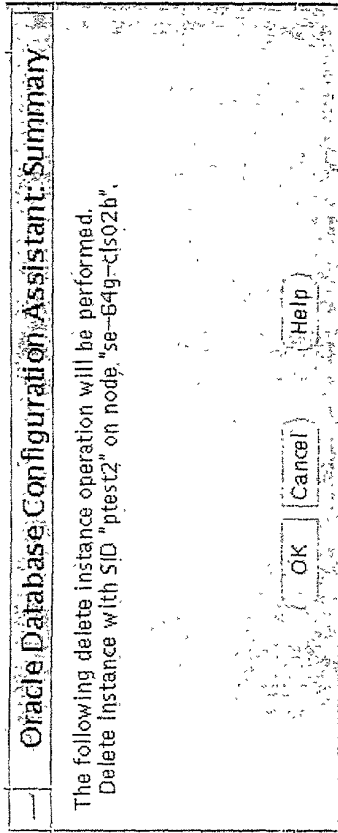 Oracle Database Configuration Assistant: Summary
The following delete instance operation will be performed.
Delete Instance with SID "ptest2" on node "se-64g-cls02b".
OK Cancel Help